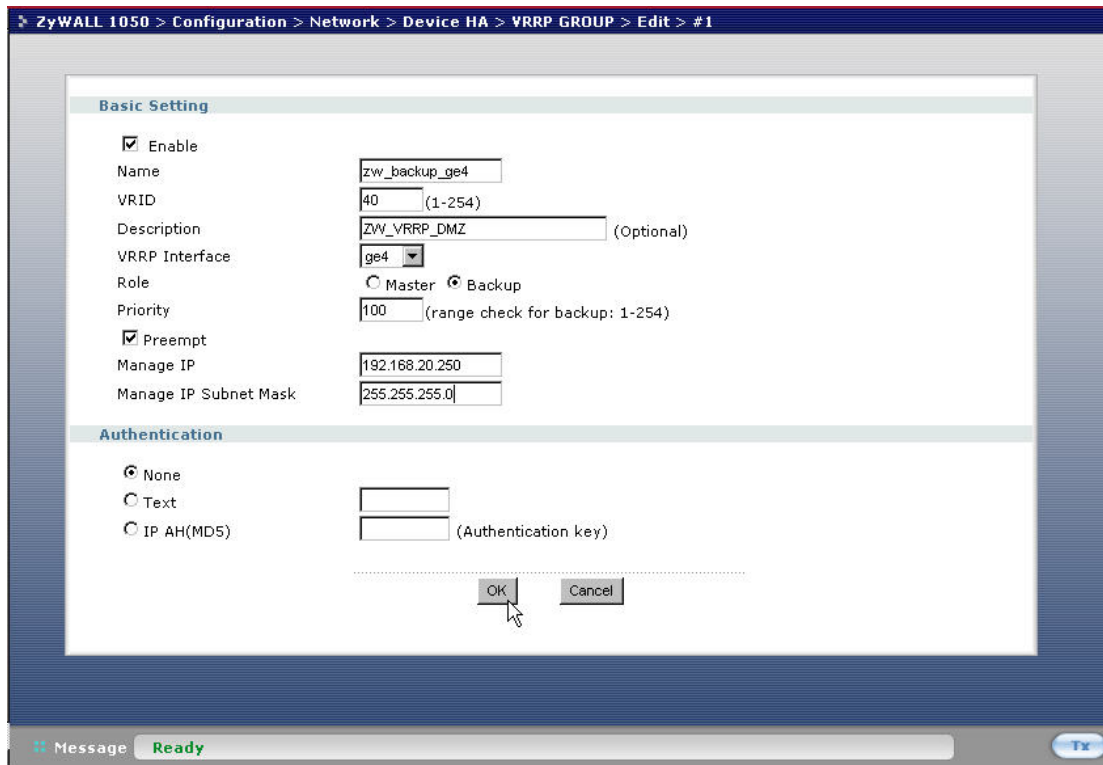 ZyWALL 1050 > Configuration > Network > Device HA > VRRP GROUP > Edit > #1
Basic Setting
Enable
Name zw_backup_ge4
VRID 40 (1-254)
Description ZW_VRRP_DMZ (Optional)
VRRP Interface ge4
Role Master Backup
Priority 100 (range check for backup: 1-254)
Preempt
Manage IP 192.168.20.250
Manage IP Subnet Mask 255.255.255.0
Authentication
None
Text
IP AH(MD5) (Authentication key)
OK Cancel
Message Ready Tx